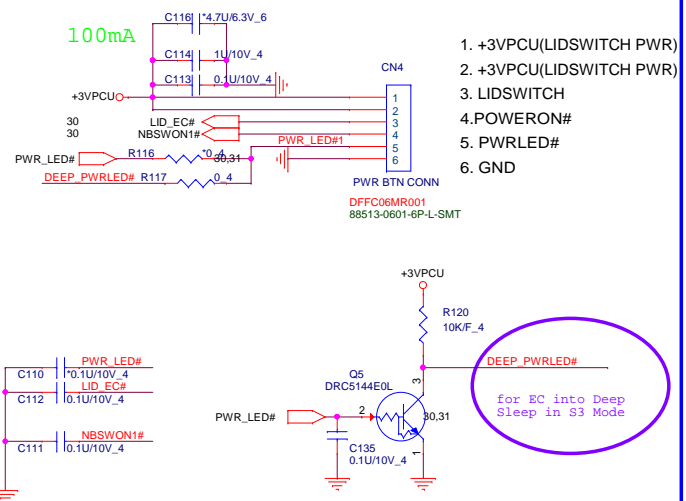 100mA
C116
*4.7U/6.3V_6
C114
1U/10V_4
C113
0.1U/10V_4
+3VPCU
CN4
1
2
3
4
5
6
30
LID_EC#
30
NBSWON1#
PWR_LED#1
PWR_LED#
R116
*0_4
30,31
DEEP_PWRLED#
R117
0_4
PWR BTN CONN
DFFC06MR001
88513-0601-6P-L-SMT
1. +3VPCU(LIDSWITCH PWR)
2. +3VPCU(LIDSWITCH PWR)
3. LIDSWITCH
4.POWERON#
5. PWRLED#
6. GND
+3VPCU
R120
10K/F_4
DEEP_PWRLED#
for EC into Deep
Sleep in S3 Mode
Q5
DRC5144E0L
3
2
1
30,31
PWR_LED#
C135
0.1U/10V_4
PWR_LED#
C110
*0.1U/10V_4
LID_EC#
C112
0.1U/10V_4
NBSWON1#
C111
0.1U/10V_4